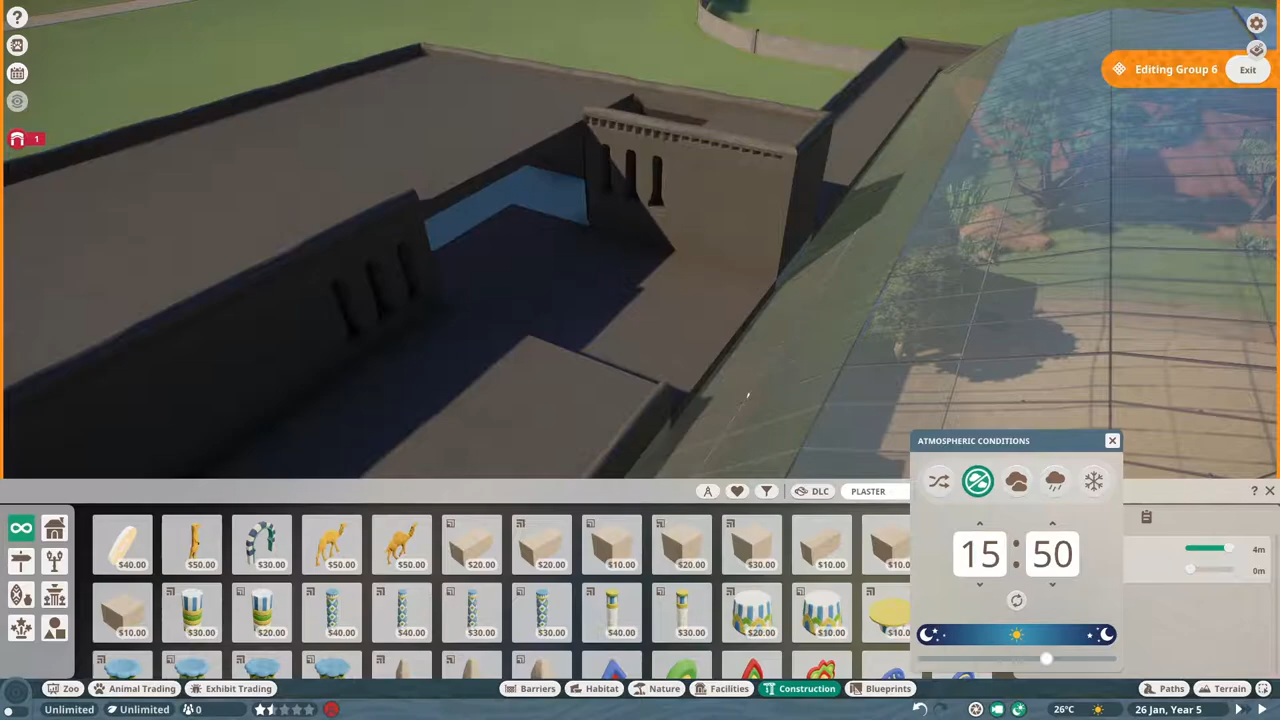 ?
Editing Group 6
Exit
1
DLC
PLASTER
? ×
ATMOSPHERIC CONDITIONS
15 : 50
4m
0m
$40.00 $50.00 $30.00 $50.00 $50.00 $20.00 $20.00 $10.00 $20.00 $10.00 $10.00
$10.00 $30.00 $20.00 $40.00 $40.00 $30.00 $30.00 $40.00 $30.00 $20.00 $10.00 $30.00
Zoo Animal Trading Exhibit Trading Barriers Habitat Nature Facilities Construction Blueprints Paths Terrain
Unlimited Unlimited 0 26°C 26 Jan, Year 5